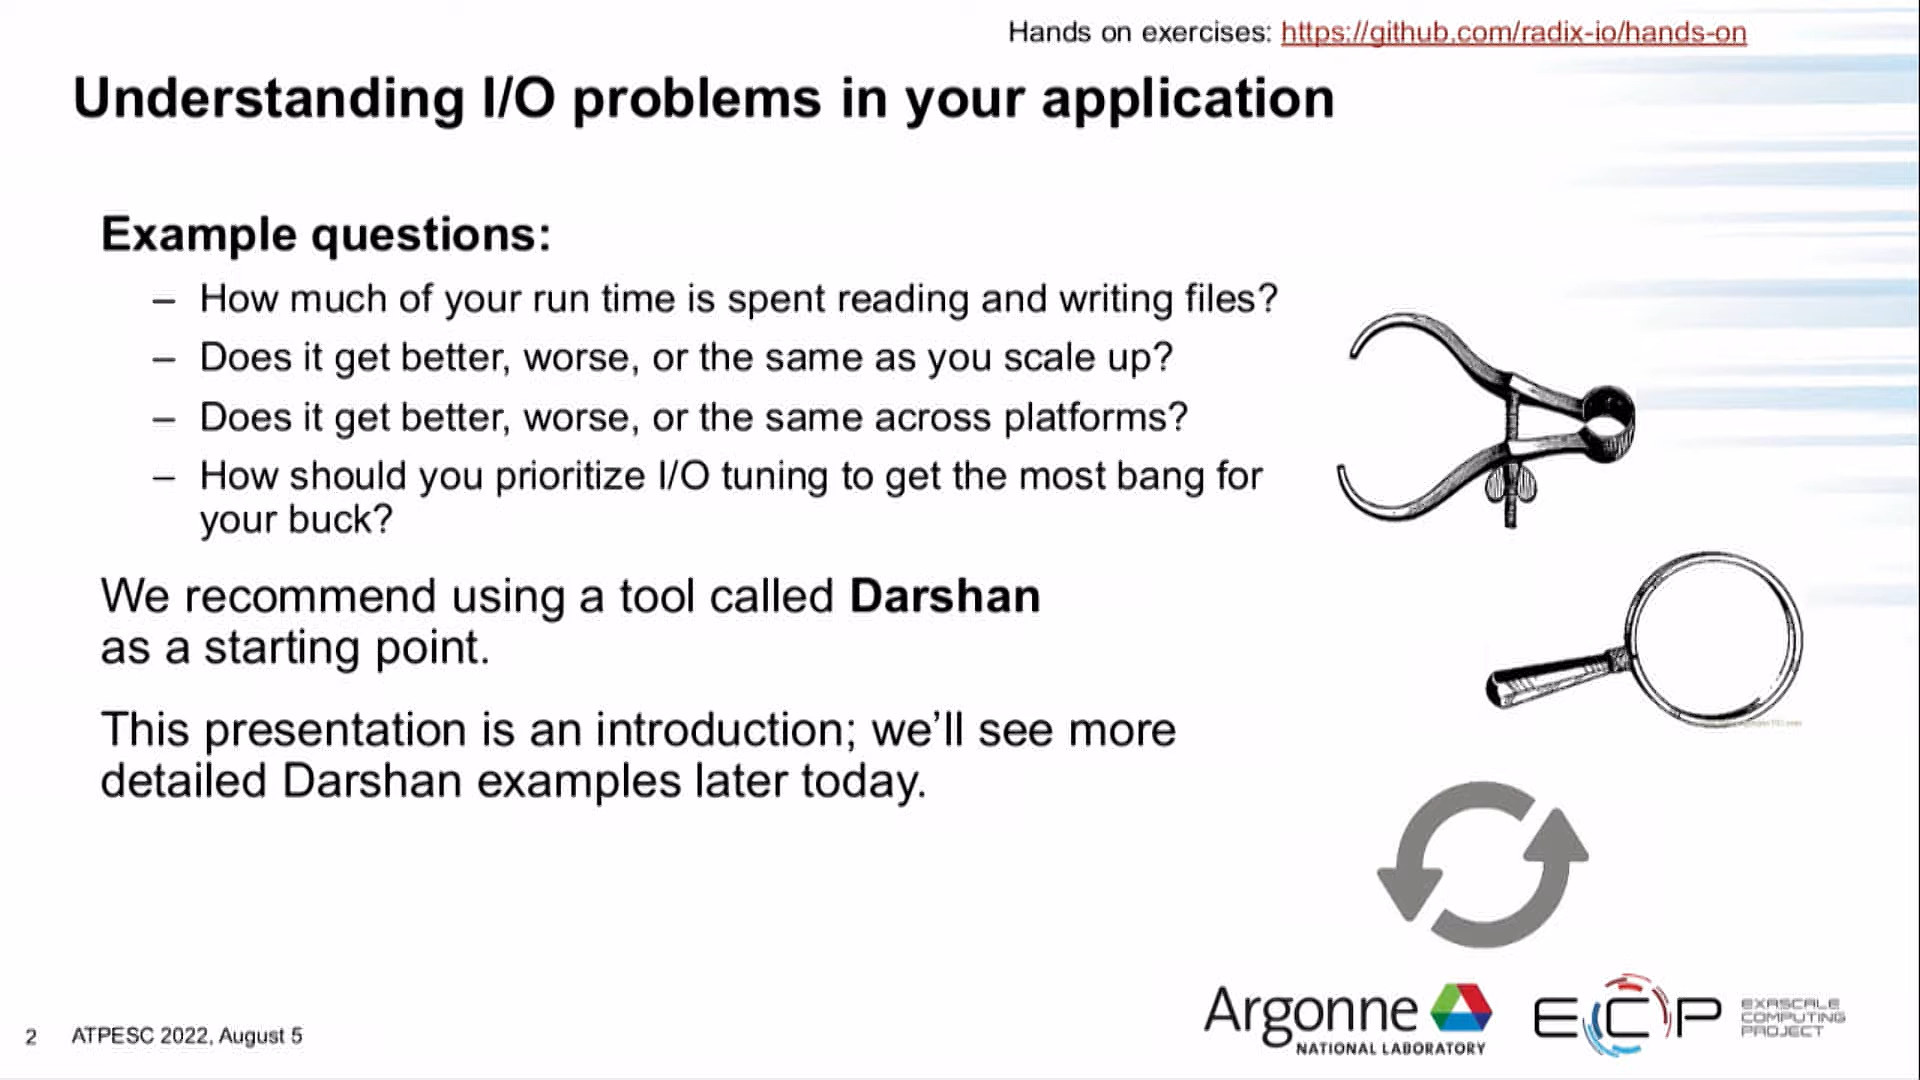 Hands on exercises: https://github.com/radix-io/hands-on
Understanding I/O problems in your application
Example questions:
– How much of your run time is spent reading and writing files?
– Does it get better, worse, or the same as you scale up?
– Does it get better, worse, or the same across platforms?
– How should you prioritize I/O tuning to get the most bang for
your buck?
We recommend using a tool called Darshan
as a starting point.
This presentation is an introduction; we’ll see more
detailed Darshan examples later today.
2 ATPESC 2022, August 5
Argonne
NATIONAL LABORATORY
ECP
EXASCALE
COMPUTING
PROJECT